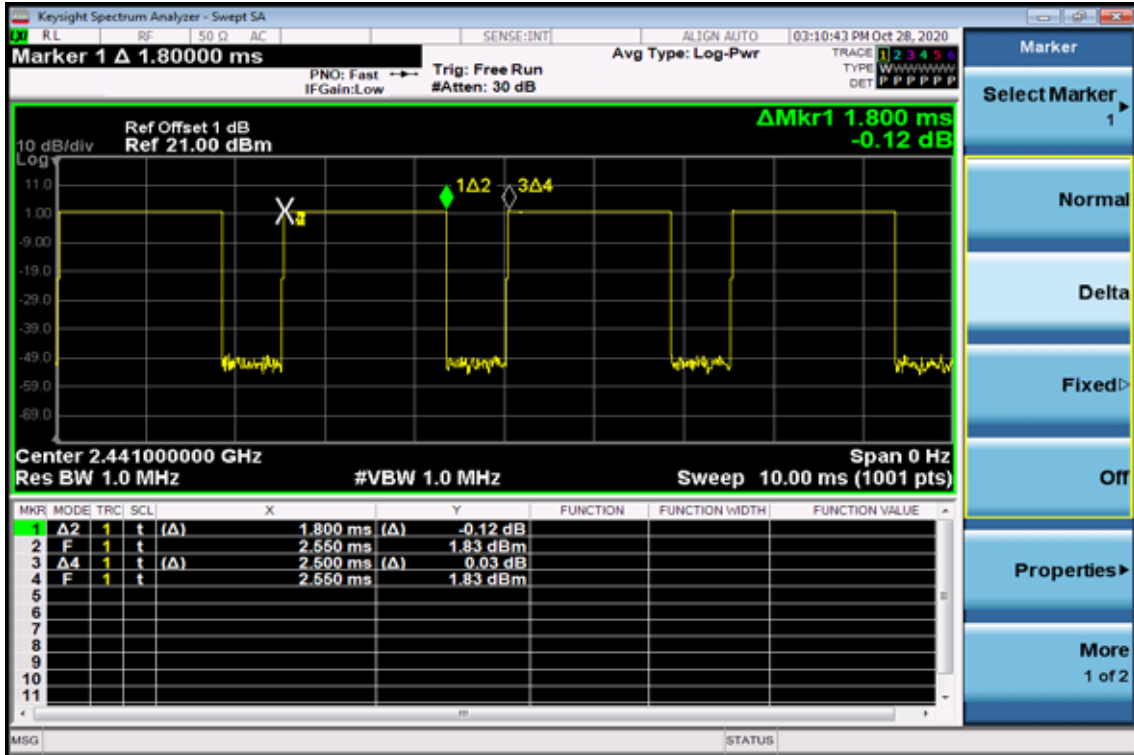 Keysight Spectrum Analyzer - Swept SA
RL RF 50 Ω AC SENSE:INT ALIGN AUTO 03:10:43 PM Oct 28, 2020
Marker 1 Δ 1.80000 ms
PNO: Fast
IFGain:Low
Trig: Free Run
#Atten: 30 dB
Avg Type: Log-Pwr
TRACE 1 2 3 4 5 6
TYPE W W W W W W
DET P P P P P P
ΔMkr1 1.800 ms
-0.12 dB
Ref Offset 1 dB
10 dB/div Ref 21.00 dBm
Log
11.0
1.00
-9.00
-19.0
-29.0
-39.0
-49.0
-59.0
-69.0
1Δ2
3Δ4
Center 2.441000000 GHz Span 0 Hz
Res BW 1.0 MHz #VBW 1.0 MHz Sweep 10.00 ms (1001 pts)
MKR MODE TRC SCL X Y FUNCTION FUNCTION WIDTH FUNCTION VALUE
1 Δ2 1 t (Δ) 1.800 ms (Δ) -0.12 dB
2 F 1 t 2.550 ms 1.83 dBm
3 Δ4 1 t (Δ) 2.500 ms (Δ) 0.03 dB
4 F 1 t 2.550 ms 1.83 dBm
5
6
7
8
9
10
11
MSG STATUS
Marker
Select Marker
1
Normal
Delta
Fixed
Off
Properties
More
1 of 2